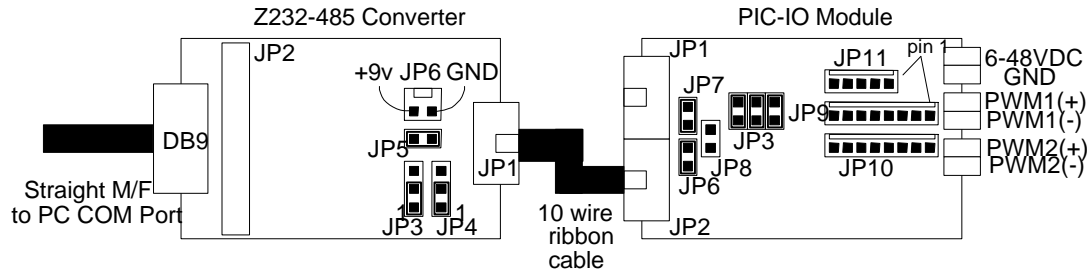 Z232-485 Converter
PIC-IO Module
JP2
+9v JP6 GND
DB9
JP5
JP1
1
1
JP3
JP4
Straight M/F
to PC COM Port
10 wire
ribbon
cable
JP1
JP7
JP11
pin 1
6-48VDC
GND
JP9
JP3
PWM1(+)
PWM1(-)
JP8
JP10
PWM2(+)
PWM2(-)
JP6
JP2